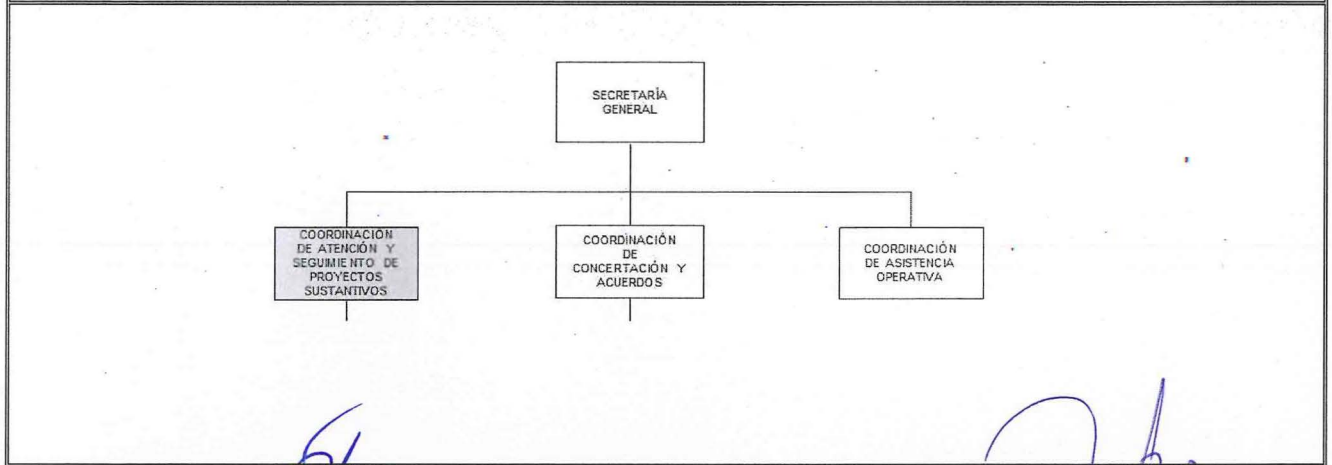 SECRETARÍA
GENERAL
COORDINACIÓN
DE ATENCIÓN Y
SEGUIMIENTO DE
PROYECTOS
SUSTANTIVOS
COORDINACIÓN
DE
CONCERTACIÓN Y
ACUERDOS
COORDINACIÓN
DE ASISTENCIA
OPERATIVA